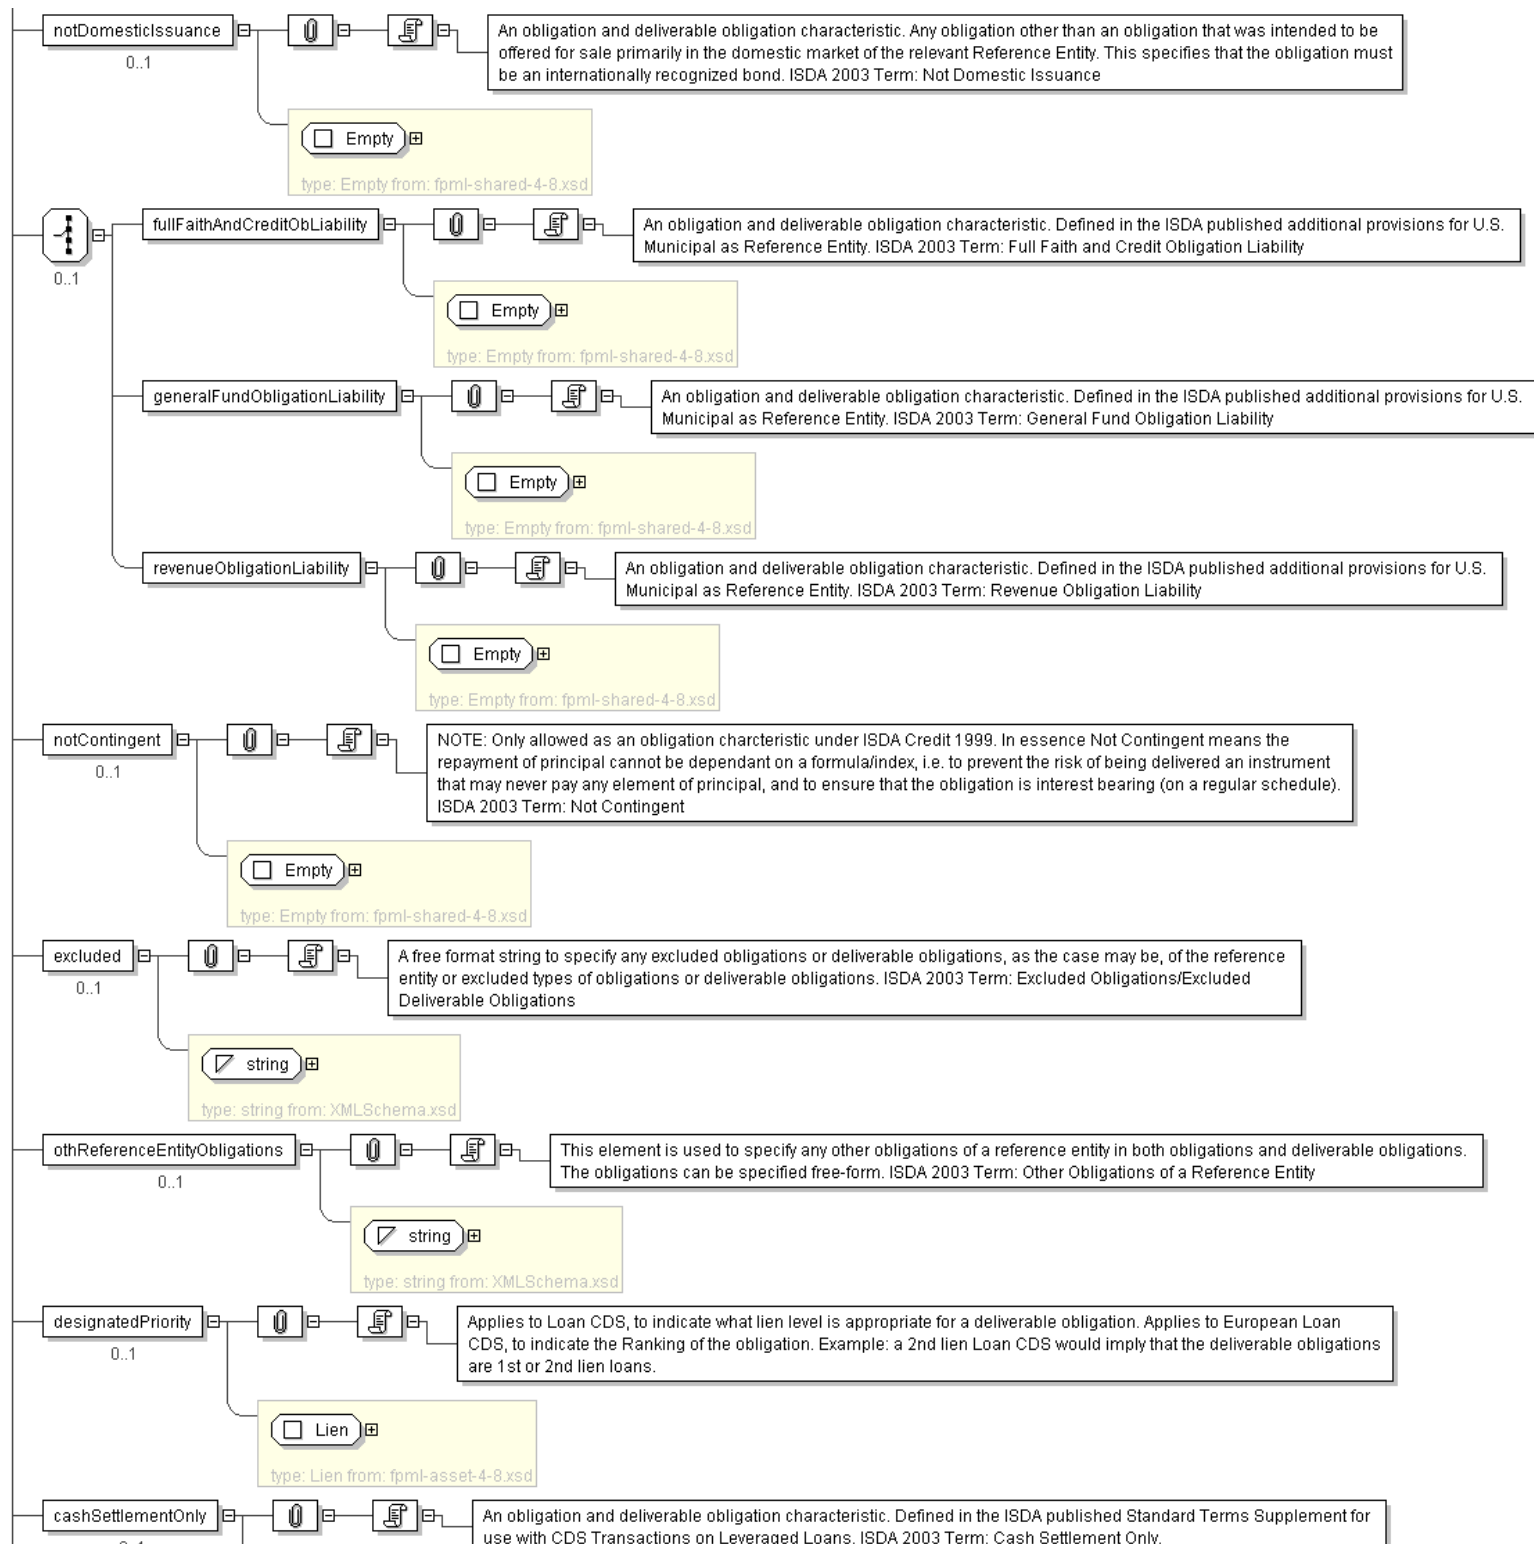 notDomesticIssuance
0..1
An obligation and deliverable obligation characteristic. Any obligation other than an obligation that was intended to be
offered for sale primarily in the domestic market of the relevant Reference Entity. This specifies that the obligation must
be an internationally recognized bond. ISDA 2003 Term: Not Domestic Issuance
Empty
type: Empty from: fpml-shared-4-8.xsd
0..1
fullFaithAndCreditObLiability
An obligation and deliverable obligation characteristic. Defined in the ISDA published additional provisions for U.S.
Municipal as Reference Entity. ISDA 2003 Term: Full Faith and Credit Obligation Liability
Empty
type: Empty from: fpml-shared-4-8.xsd
generalFundObligationLiability
An obligation and deliverable obligation characteristic. Defined in the ISDA published additional provisions for U.S.
Municipal as Reference Entity. ISDA 2003 Term: General Fund Obligation Liability
Empty
type: Empty from: fpml-shared-4-8.xsd
revenueObligationLiability
An obligation and deliverable obligation characteristic. Defined in the ISDA published additional provisions for U.S.
Municipal as Reference Entity. ISDA 2003 Term: Revenue Obligation Liability
Empty
type: Empty from: fpml-shared-4-8.xsd
notContingent
0..1
NOTE: Only allowed as an obligation charcteristic under ISDA Credit 1999. In essence Not Contingent means the
repayment of principal cannot be dependant on a formula/index, i.e. to prevent the risk of being delivered an instrument
that may never pay any element of principal, and to ensure that the obligation is interest bearing (on a regular schedule).
ISDA 2003 Term: Not Contingent
Empty
type: Empty from: fpml-shared-4-8.xsd
excluded
0..1
A free format string to specify any excluded obligations or deliverable obligations, as the case may be, of the reference
entity or excluded types of obligations or deliverable obligations. ISDA 2003 Term: Excluded Obligations/Excluded
Deliverable Obligations
string
type: string from: XMLSchema.xsd
othReferenceEntityObligations
0..1
This element is used to specify any other obligations of a reference entity in both obligations and deliverable obligations.
The obligations can be specified free-form. ISDA 2003 Term: Other Obligations of a Reference Entity
string
type: string from: XMLSchema.xsd
designatedPriority
0..1
Applies to Loan CDS, to indicate what lien level is appropriate for a deliverable obligation. Applies to European Loan
CDS, to indicate the Ranking of the obligation. Example: a 2nd lien Loan CDS would imply that the deliverable obligations
are 1st or 2nd lien loans.
Lien
type: Lien from: fpml-asset-4-8.xsd
cashSettlementOnly
An obligation and deliverable obligation characteristic. Defined in the ISDA published Standard Terms Supplement for
use with CDS Transactions on Leveraged Loans. ISDA 2003 Term: Cash Settlement Only.